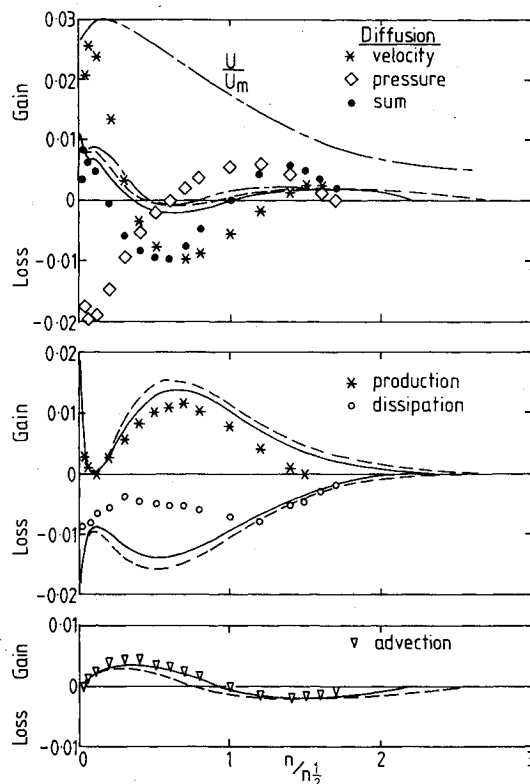 0·03
Diffusion
* velocity
◇ pressure
• sum
U
Um
0·02
Gain
0·01
0
Loss
-0·01
-0·02
0·02
* production
○ dissipation
Gain
0·01
0
Loss
-0·01
-0·02
0·01
▽ advection
Gain
0
Loss
-0·01
0 1 2 3
n/n½